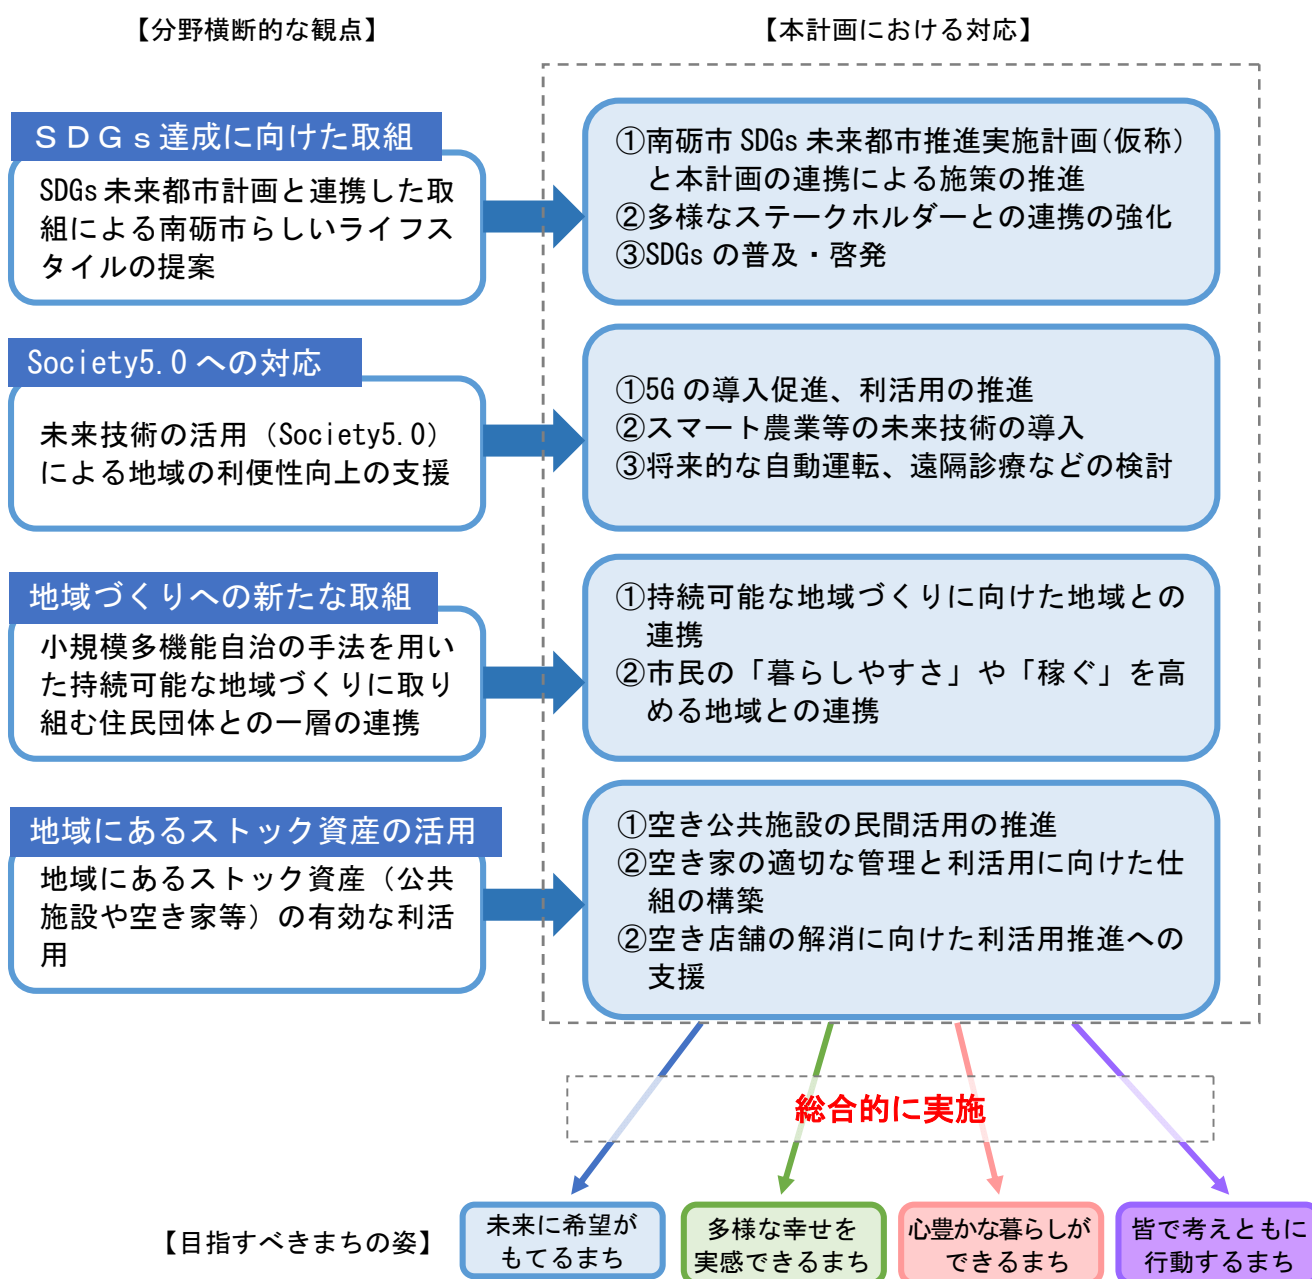 【分野横断的な観点】
【本計画における対応】
ＳＤＧｓ達成に向けた取組
SDGs未来都市計画と連携した取
組による南砺市らしいライフス
タイルの提案
①南砺市 SDGs 未来都市推進実施計画（仮称）
と本計画の連携による施策の推進
②多様なステークホルダーとの連携の強化
③SDGs の普及・啓発
Society5.0 への対応
未来技術の活用（Society5.0）
による地域の利便性向上の支援
①5G の導入促進、利活用の推進
②スマート農業等の未来技術の導入
③将来的な自動運転、遠隔診療などの検討
地域づくりへの新たな取組
小規模多機能自治の手法を用い
た持続可能な地域づくりに取り
組む住民団体との一層の連携
①持続可能な地域づくりに向けた地域との
連携
②市民の「暮らしやすさ」や「稼ぐ」を高
める地域との連携
地域にあるストック資産の活用
地域にあるストック資産（公共
施設や空き家等）の有効な利活
用
①空き公共施設の民間活用の推進
②空き家の適切な管理と利活用に向けた仕
組の構築
②空き店舗の解消に向けた利活用推進への
支援
総合的に実施
【目指すべきまちの姿】
未来に希望が
もてるまち
多様な幸せを
実感できるまち
心豊かな暮らしが
できるまち
皆で考えともに
行動するまち